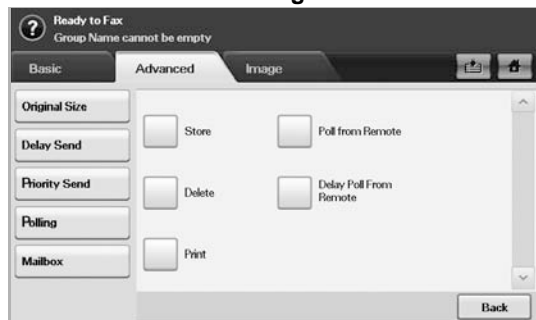 Ready to Fax
Group Name cannot be empty
Basic
Advanced
Image
Original Size
Delay Send
Priority Send
Polling
Mailbox
Store
Poll from Remote
Delete
Delay Poll From
Remote
Print
Back